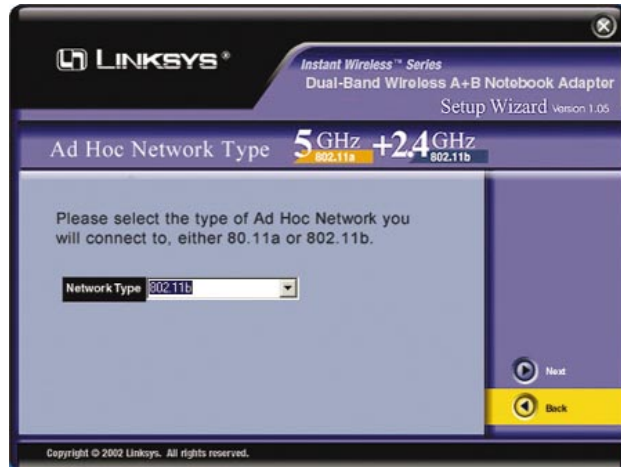 LINKSYS®
Instant Wireless™ Series
Dual-Band Wireless A+B Notebook Adapter
Setup Wizard Version 1.05
Ad Hoc Network Type
5 GHz 802.11a +2.4 GHz 802.11b
Please select the type of Ad Hoc Network you
will connect to, either 80.11a or 802.11b.
Network Type 802.11b
Next
Back
Copyright © 2002 Linksys. All rights reserved.